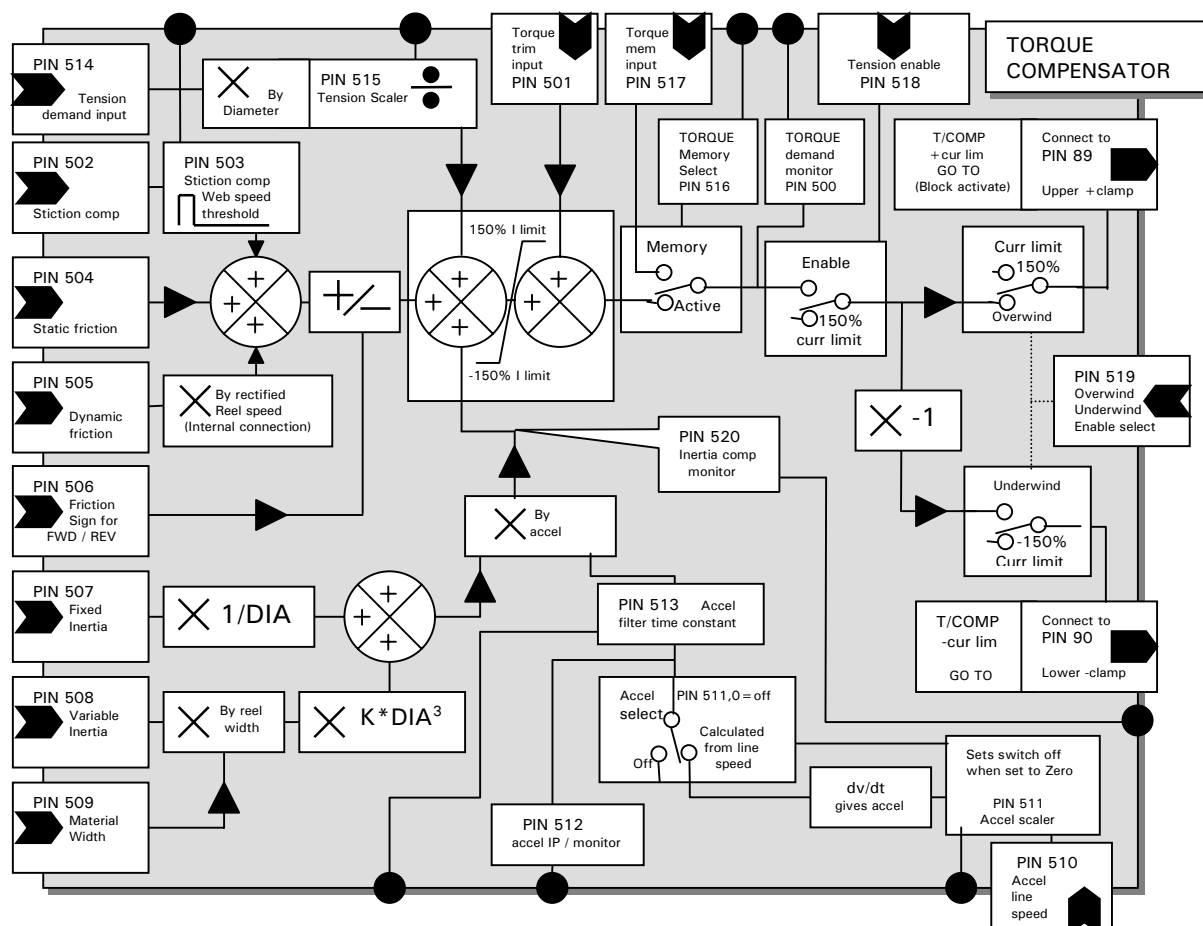 TORQUE
COMPENSATOR
PIN 514
Tension
demand input
By
Diameter
PIN 515
Tension Scaler
Torque
trim
input
PIN 501
Torque
mem
input
PIN 517
Tension enable
PIN 518
PIN 502
Stiction comp
PIN 503
Stiction comp
Web speed
threshold
TORQUE
Memory
Select
PIN 516
TORQUE
demand
monitor
PIN 500
T/COMP
+cur lim
GO TO
(Block activate)
Connect to
PIN 89
Upper +clamp
PIN 504
Static friction
+
+
+
+/-
150% I limit
+
+
+
+
+
-150% I limit
Memory
Active
Enable
150%
curr limit
Curr limit
150%
Overwind
PIN 505
Dynamic
friction
By rectified
Reel speed
(Internal connection)
PIN 519
Overwind
Underwind
Enable select
X -1
PIN 520
Inertia comp
monitor
PIN 506
Friction
Sign for
FWD / REV
By
accel
Underwind
-150%
Curr limit
PIN 507
Fixed
Inertia
X 1/DIA
+
+
+
PIN 513 Accel
filter time constant
T/COMP
-cur lim
GO TO
Connect to
PIN 90
Lower -clamp
PIN 508
Variable
Inertia
By reel
width
X K*DIA³
Accel
select
PIN 511,0=off
Calculated
from line
speed
Off
Sets switch off
when set to Zero
PIN 511
Accel scaler
dv/dt
gives accel
PIN 509
Material
Width
PIN 512
accel IP / monitor
PIN 510
Accel
line
speed